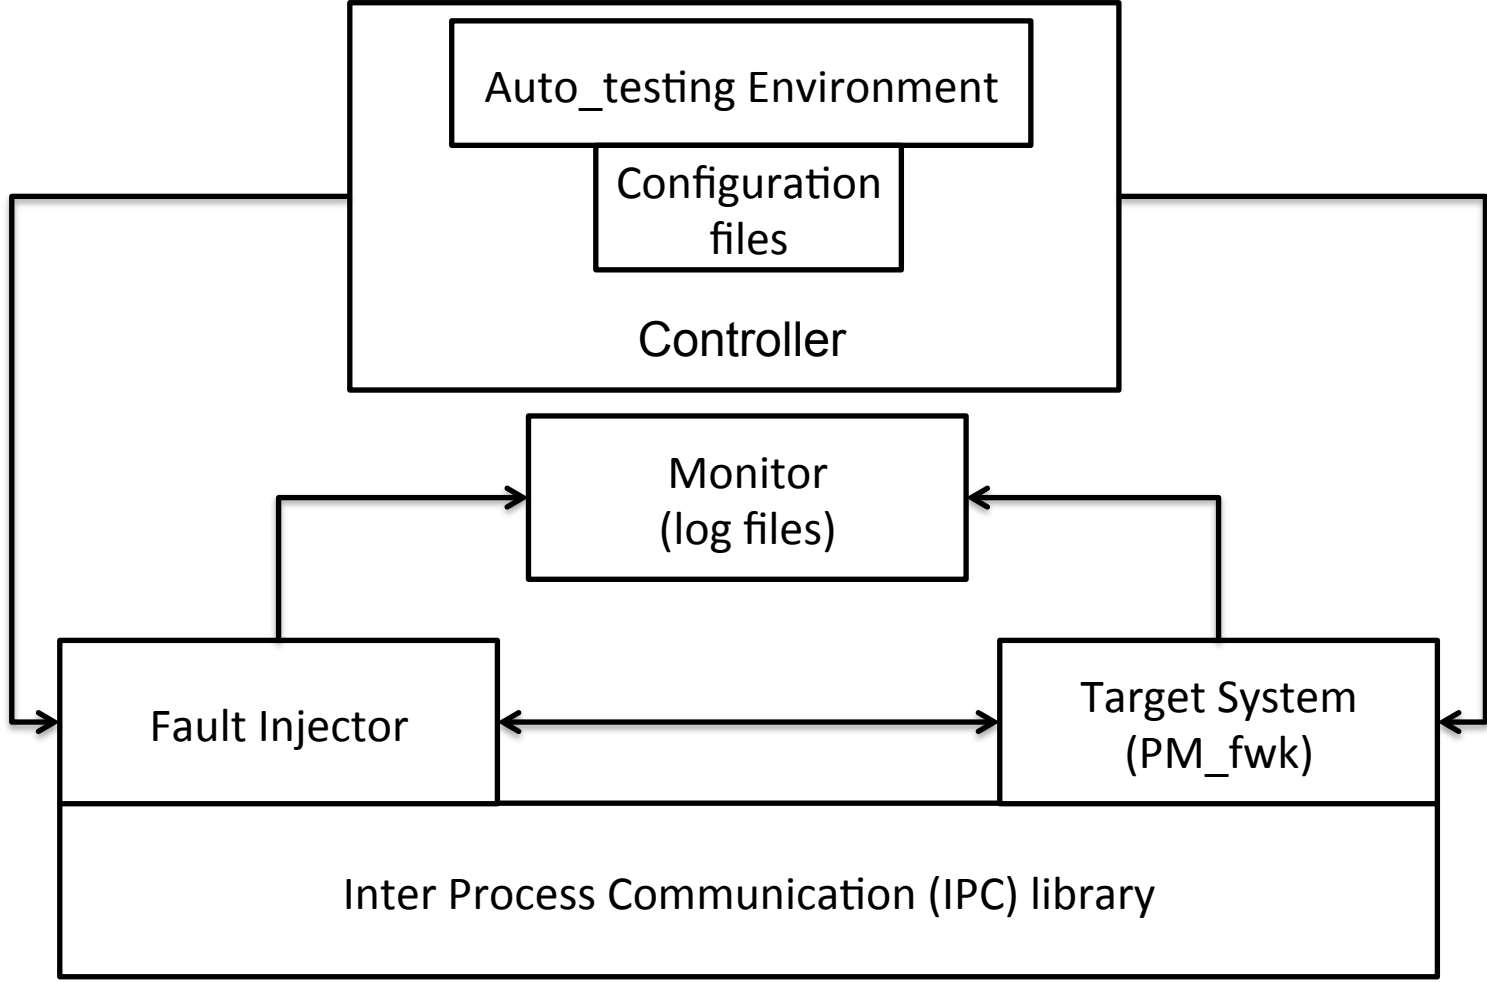 Auto_testing Environment
Configuration
files
Controller
Monitor
(log files)
Fault Injector
Target System
(PM_fwk)
Inter Process Communication (IPC) library